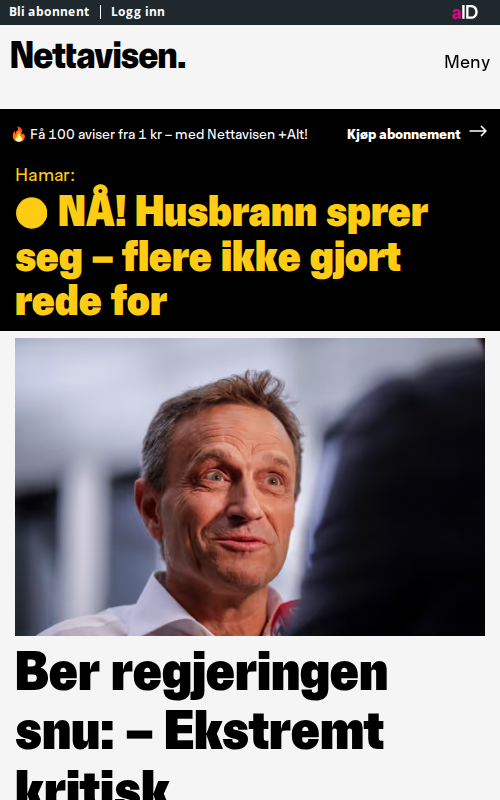 Bli abonnent | Logg inn
aID
Nettavisen.
Meny
🔥 Få 100 aviser fra 1 kr – med Nettavisen +Alt!
Kjøp abonnement →
Hamar:
NÅ! Husbrann sprer
seg – flere ikke gjort
rede for
Ber regjeringen
snu: – Ekstremt
kritisk